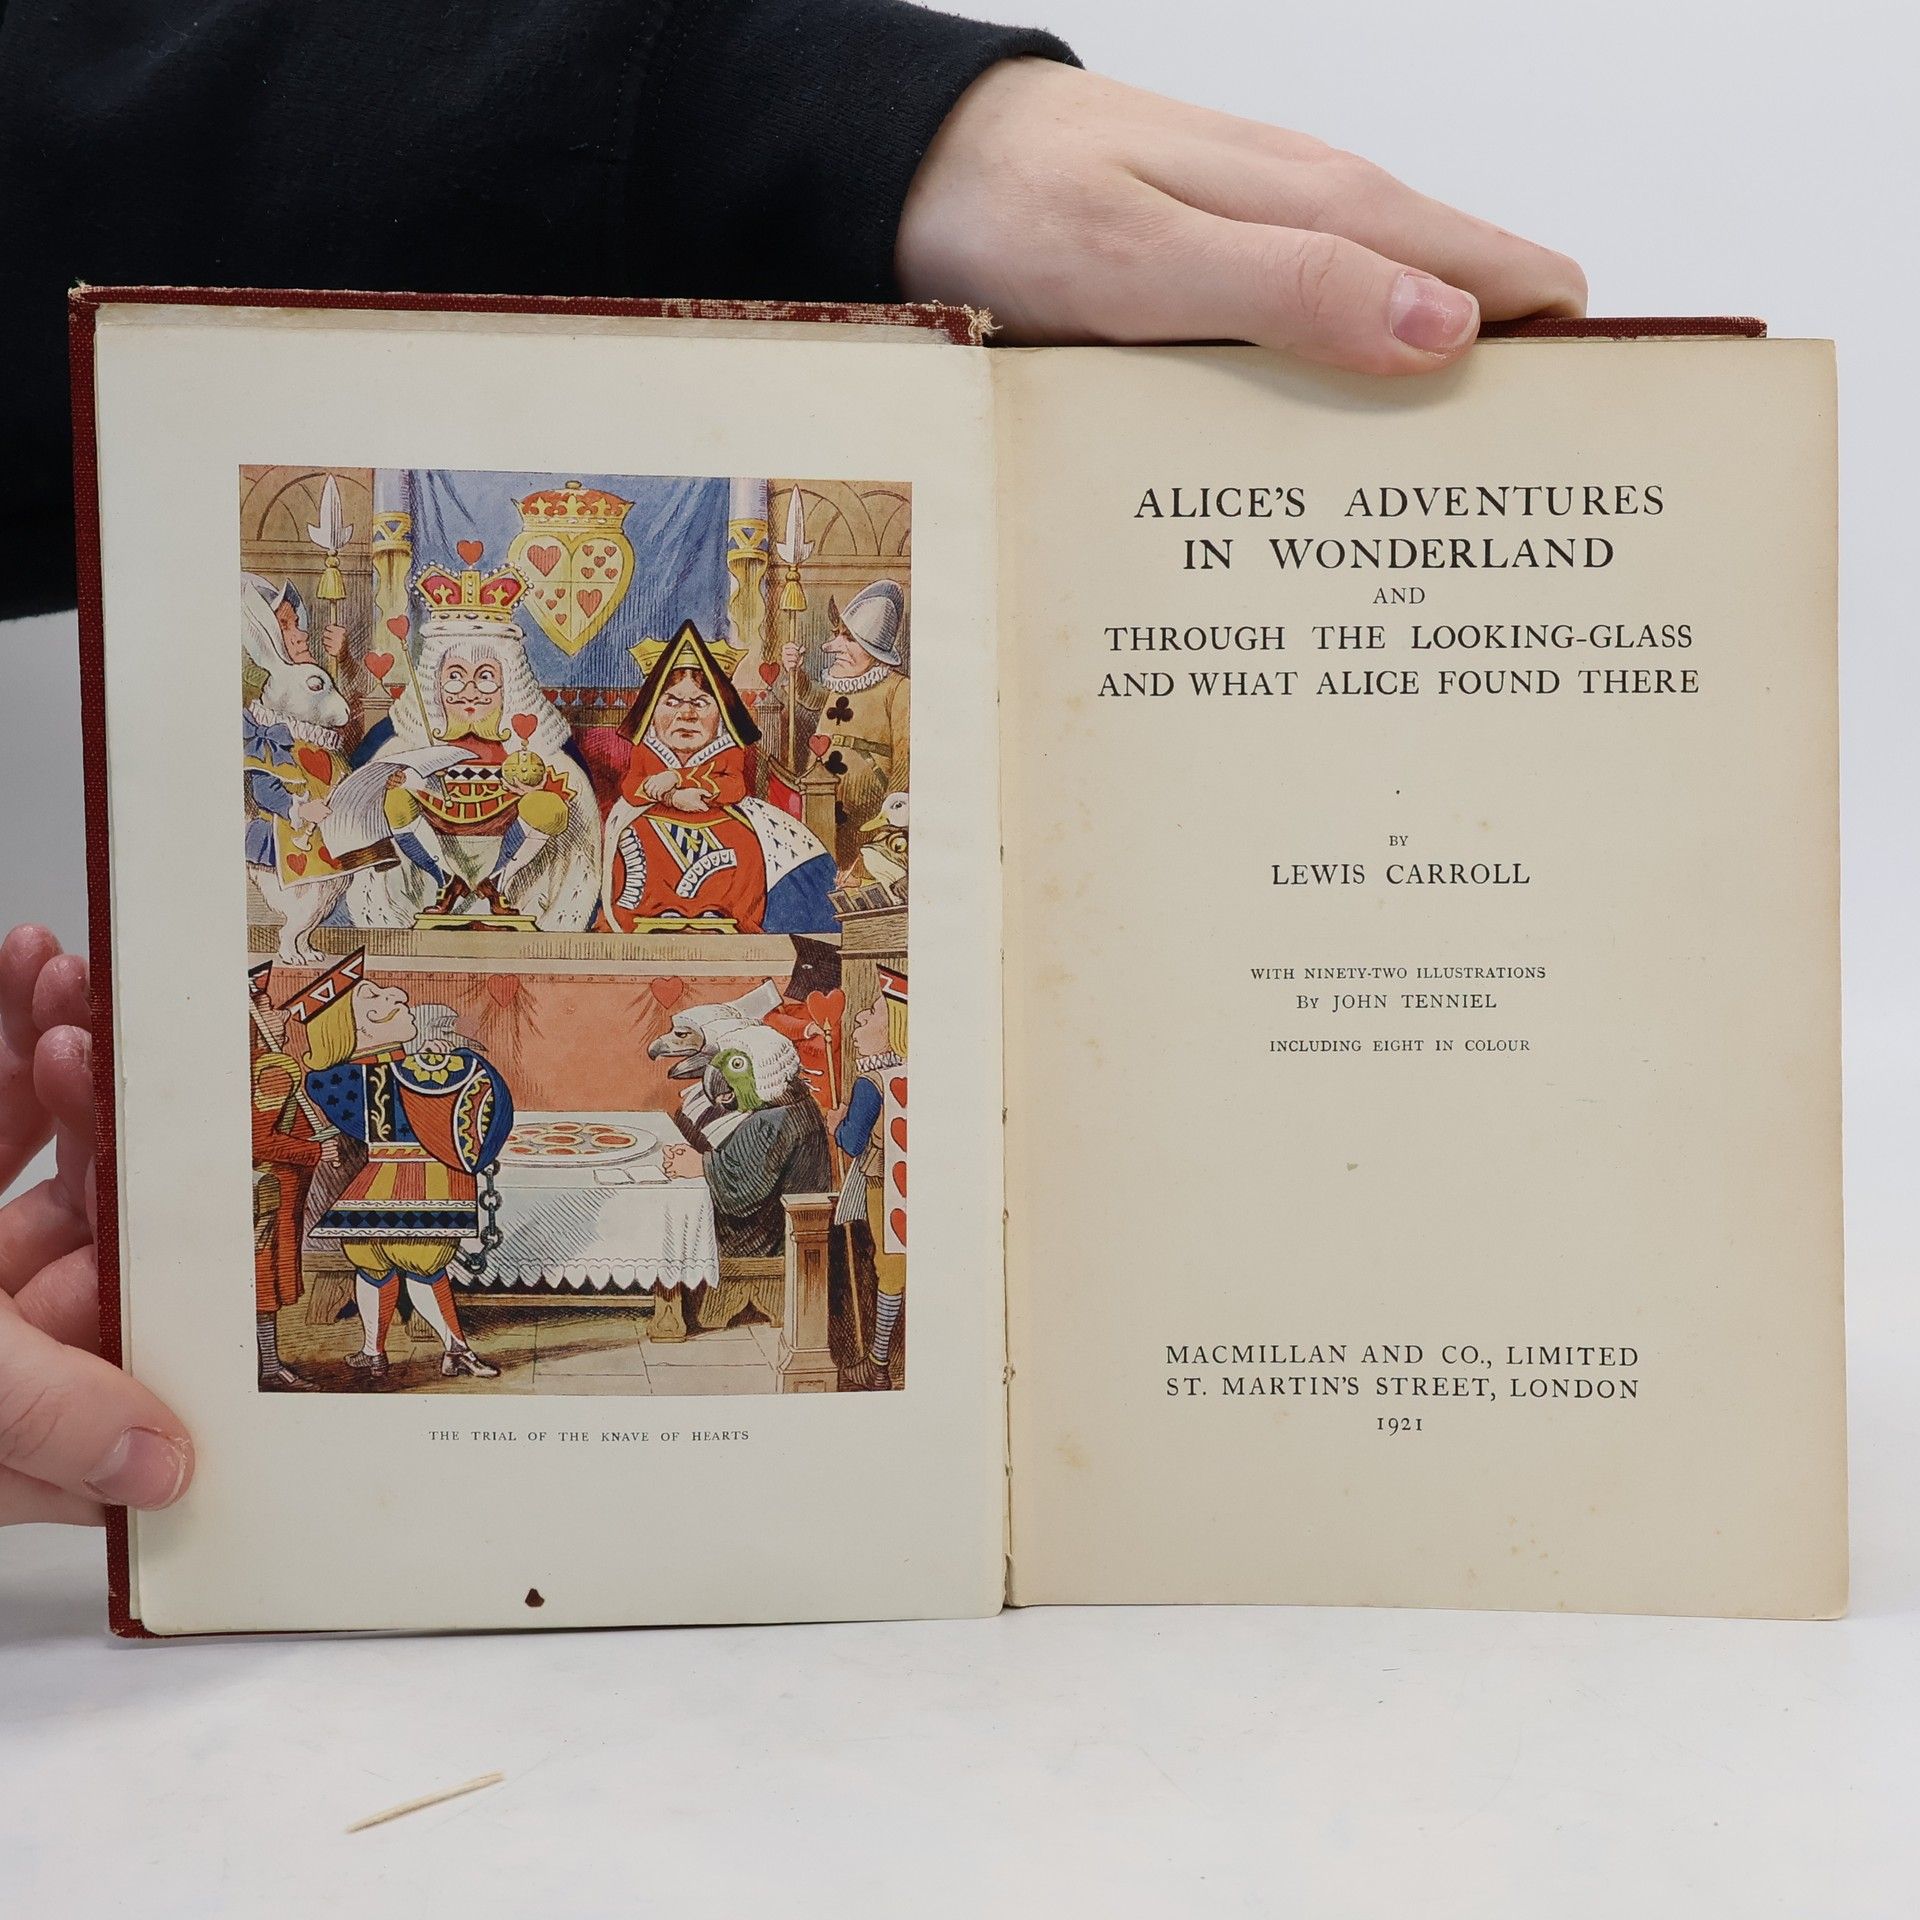 THE TRIAL OF THE KNAVE OF HEARTS
ALICE'S ADVENTURES
IN WONDERLAND
AND
THROUGH THE LOOKING-GLASS
AND WHAT ALICE FOUND THERE
BY
LEWIS CARROLL
WITH NINETY-TWO ILLUSTRATIONS
By JOHN TENNIEL
INCLUDING EIGHT IN COLOUR
MACMILLAN AND CO., LIMITED
ST. MARTIN'S STREET, LONDON
1921